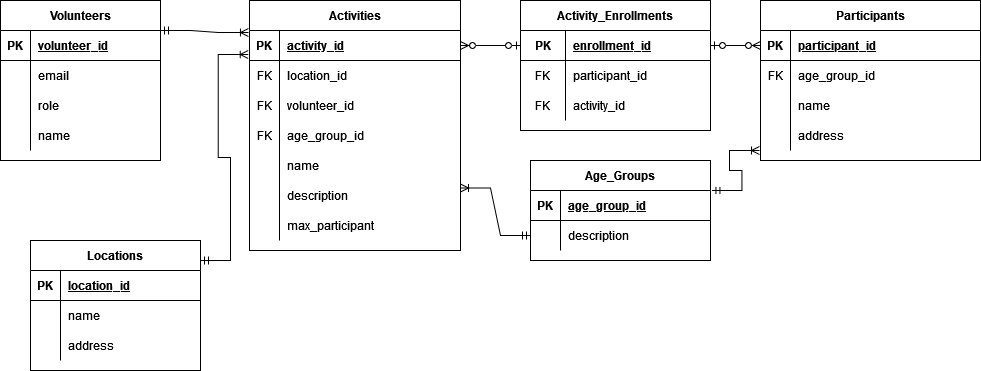 Volunteers
PK volunteer_id
email
role
name
Activities
PK activity_id
FK location_id
FK volunteer_id
FK age_group_id
name
description
max_participant
Activity_Enrollments
PK enrollment_id
FK participant_id
FK activity_id
Participants
PK participant_id
FK age_group_id
name
address
Age_Groups
PK age_group_id
description
Locations
PK location_id
name
address